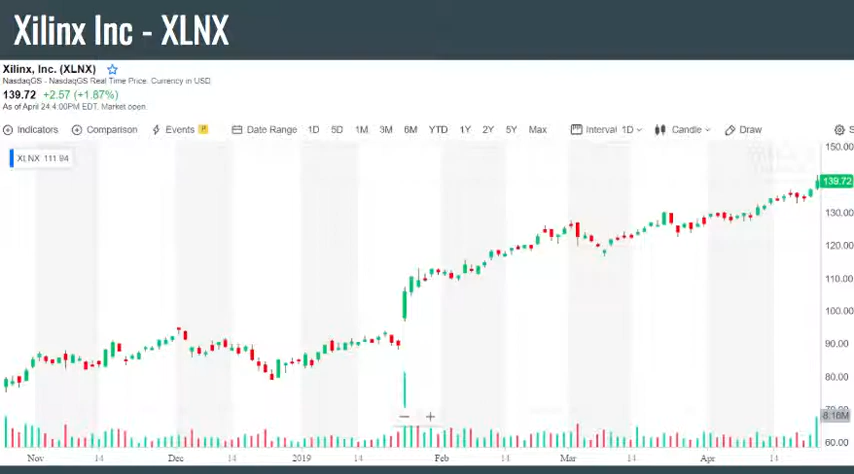 Xilinx Inc - XLNX
Xilinx, Inc. (XLNX)
NasdaqGS - NasdaqGS Real Time Price. Currency in USD
139.72 +2.57 (+1.87%)
As of April 24 4:00PM EDT. Market open.
Indicators Comparison Events Date Range 1D 5D 1M 3M 6M YTD 1Y 2Y 5Y Max Interval 1D Candle Draw S
XLNX 111.94
150.00
139.72
130.00
120.00
110.00
100.00
90.00
80.00
70.00
8.18M
60.00
Nov 14 Dec 14 2019 14 Feb 14 Mar 14 Apr 14